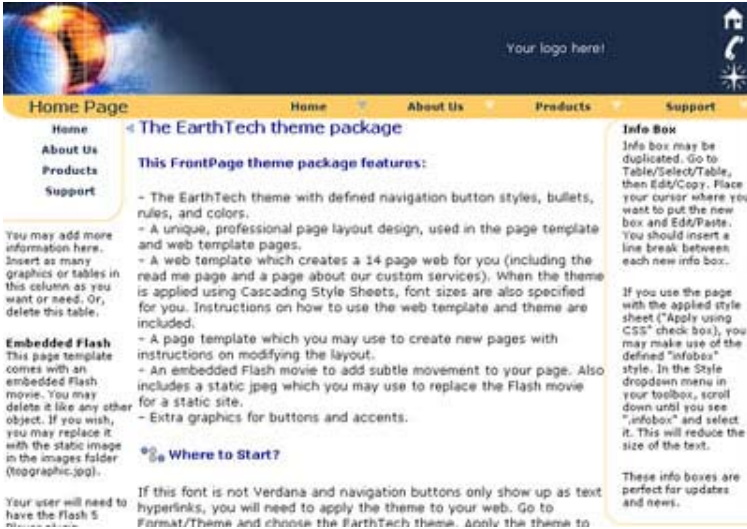 Your logo here!
Home Page
Home
About Us
Products
Support
Home
About Us
Products
Support
You may add more
information here.
Insert as many
graphics or tables in
this column as you
want or need. Or,
delete this table.
Embedded Flash
This page template
comes with an
embedded Flash
movie. You may
delete it like any other
object. If you wish,
you may replace it
with the static image
in the images folder
(topgraphic.jpg).
Your user will need to
have the Flash 5
Player plugin
The EarthTech theme package
This FrontPage theme package features:
- The EarthTech theme with defined navigation button styles, bullets,
rules, and colors.
- A unique, professional page layout design, used in the page template
and web template pages.
- A web template which creates a 14 page web for you (including the
read me page and a page about our custom services). When the theme
is applied using Cascading Style Sheets, font sizes are also specified
for you. Instructions on how to use the web template and theme are
included.
- A page template which you may use to create new pages with
instructions on modifying the layout.
- An embedded Flash movie to add subtle movement to your page. Also
includes a static jpeg which you may use to replace the Flash movie
for a static site.
- Extra graphics for buttons and accents.
Where to Start?
If this font is not Verdana and navigation buttons only show up as text
hyperlinks, you will need to apply the theme to your web. Go to
Format/Theme and choose the EarthTech theme. Apply the theme to
Info Box
Info box may be
duplicated. Go to
Table/Select/Table,
then Edit/Copy. Place
your cursor where you
want to put the new
box and Edit/Paste.
You should insert a
line break between
each new info box.
If you use the page
with the applied style
sheet ("Apply using
CSS" check box), you
may make use of the
defined "infobox"
style. In the Style
dropdown menu in
your toolbox, scroll
down until you see
".infobox" and select
it. This will reduce the
size of the text.
These info boxes are
perfect for updates
and news.